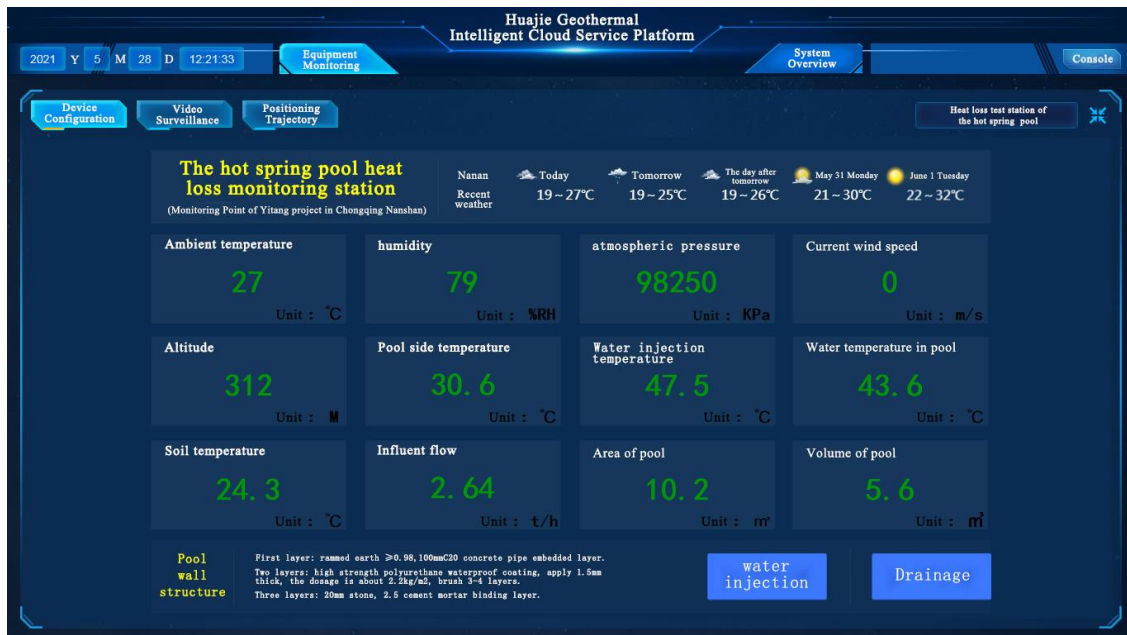 Huajie Geothermal
Intelligent Cloud Service Platform
2021 Y 5 M 28 D 12:21:33
Equipment
Monitoring
System
Overview
Console
Device
Configuration
Video
Surveillance
Positioning
Trajectory
Heat loss test station of
the hot spring pool
The hot spring pool heat
loss monitoring station
(Monitoring Point of Yitang project in Chongqing Nanshan)
Nanan
Recent
weather
Today
19~27℃
Tomorrow
19~25℃
The day after
tomorrow
19~26℃
May 31 Monday
21~30℃
June 1 Tuesday
22~32℃
Ambient temperature
27
Unit : ℃
humidity
79
Unit : %RH
atmospheric pressure
98250
Unit : KPa
Current wind speed
0
Unit : m/s
Altitude
312
Unit : M
Pool side temperature
30.6
Unit : ℃
Water injection
temperature
47.5
Unit : ℃
Water temperature in pool
43.6
Unit : ℃
Soil temperature
24.3
Unit : ℃
Influent flow
2.64
Unit : t/h
Area of pool
10.2
Unit : m²
Volume of pool
5.6
Unit : m³
Pool
wall
structure
First layer: rammed earth ≥0.98,100mmC20 concrete pipe embedded layer.
Two layers: high strength polyurethane waterproof coating, apply 1.5mm
thick, the dosage is about 2.2kg/m2, brush 3-4 layers.
Three layers: 20mm stone, 2.5 cement mortar binding layer.
water
injection
Drainage